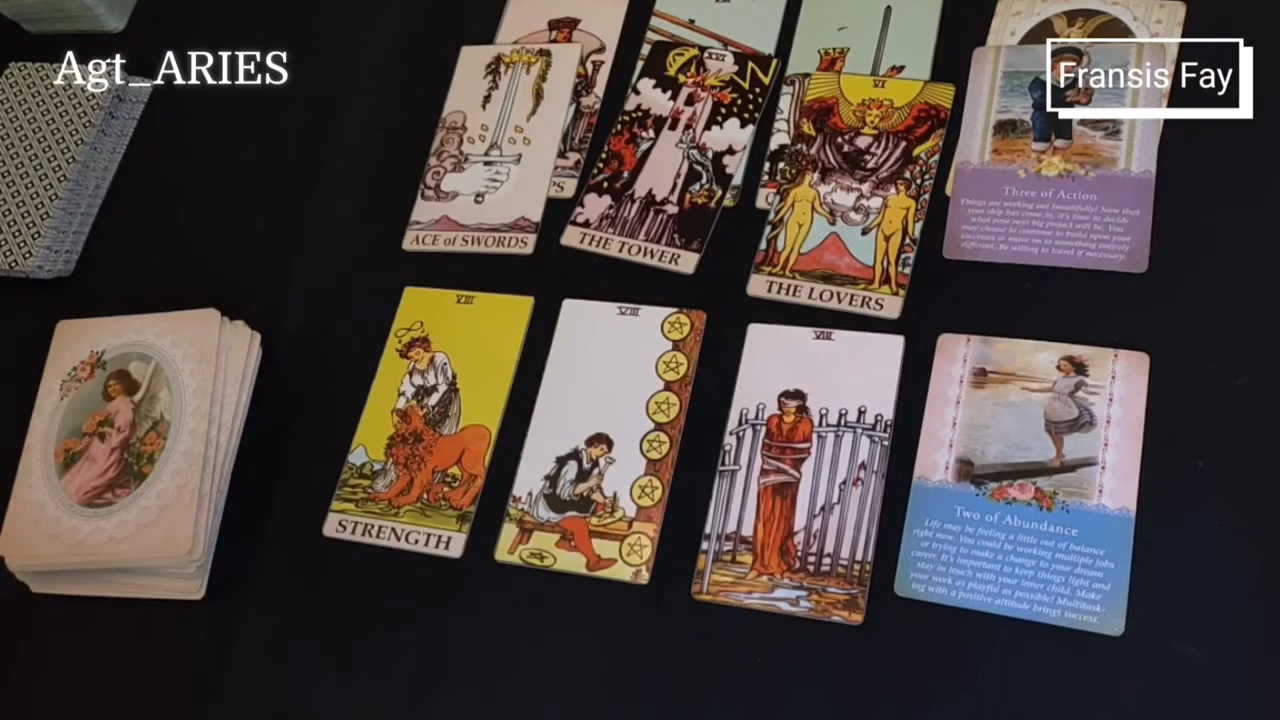 Agt_ARIES
Fransis Fay
PS
XVI
VI
ACE of SWORDS
THE TOWER
THE LOVERS
Three of Action
Things are working out beautifully! Now that
your ship has come in, it's time to decide
what your next big project will be. You
may choose to continue to build upon your
successes or move on to something entirely
different. Be willing to travel if necessary.
VIII
VIII
VIII
STRENGTH
Two of Abundance
Life may be feeling a little out of balance
right now. You could be working multiple jobs
or trying to make a change to your dream
career. It's important to keep things light and
stay in touch with your inner child. Make
your work as playful as possible! Multitask-
ing with a positive attitude brings success.